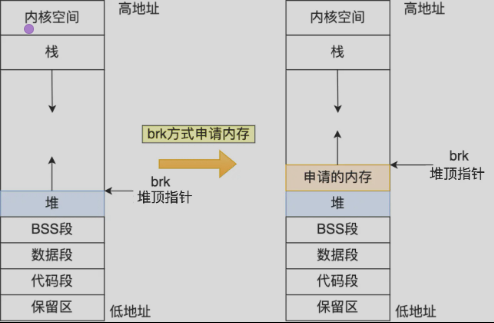 高地址
内核空间
栈
brk
堆顶指针
堆
BSS段
数据段
代码段
保留区
低地址
brk方式申请内存
高地址
内核空间
栈
brk
堆顶指针
申请的内存
堆
BSS段
数据段
代码段
保留区
低地址